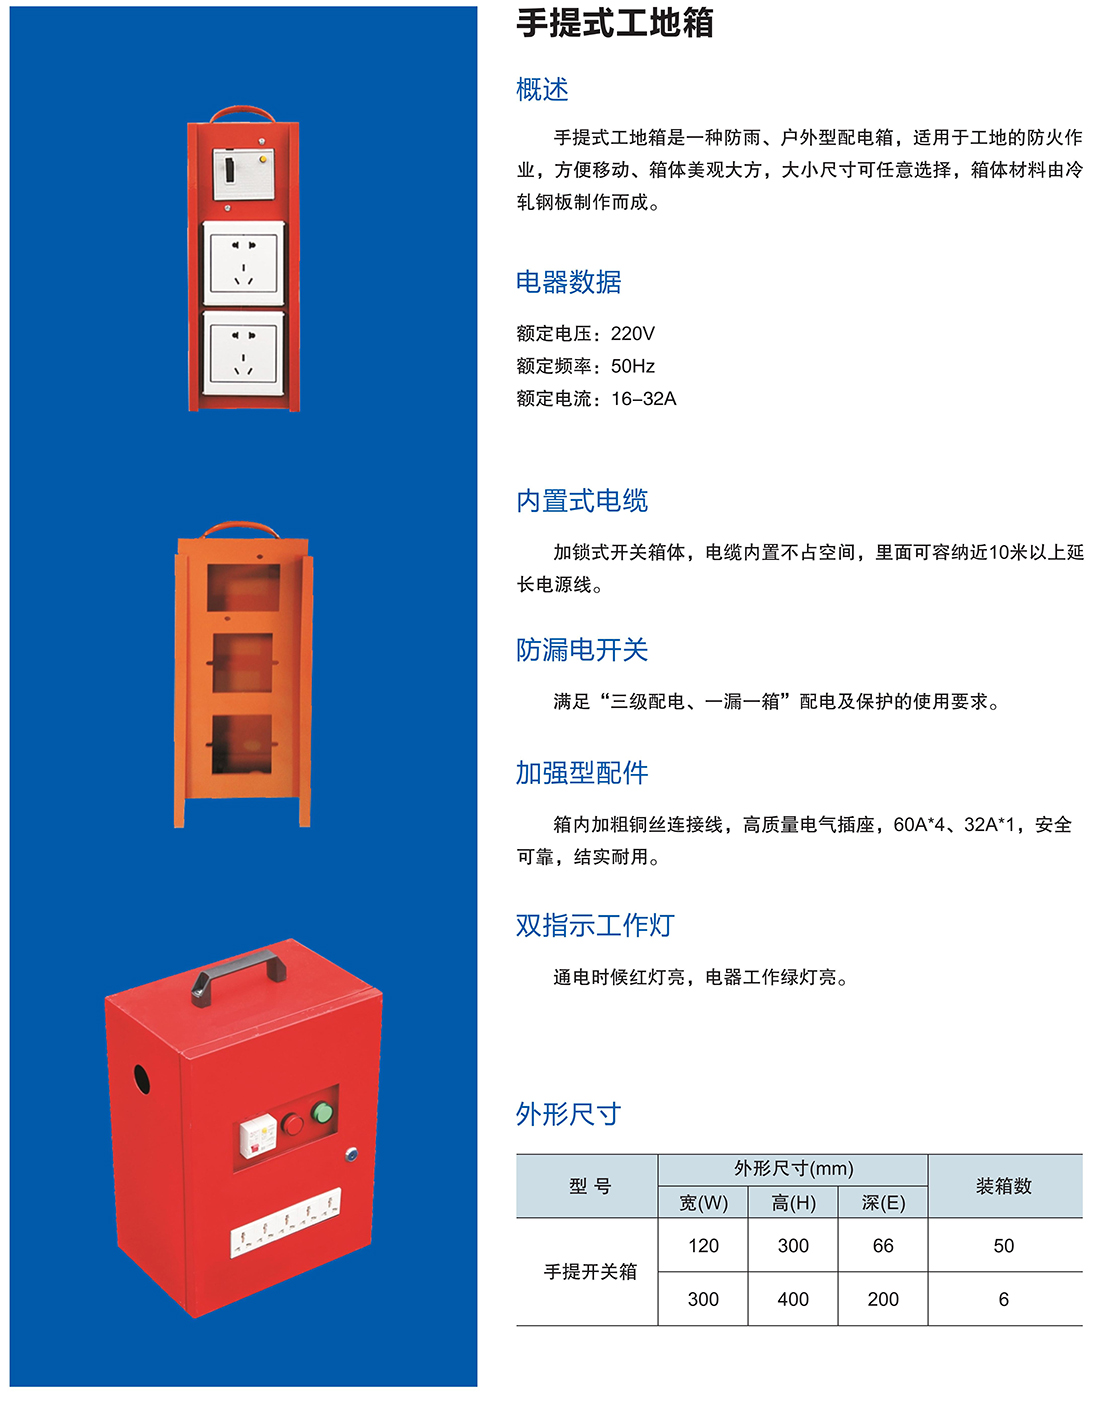 手提式工地箱
概述
手提式工地箱是一种防雨、户外型配电箱，适用于工地的防火作
业，方便移动、箱体美观大方，大小尺寸可任意选择，箱体材料由冷
轧钢板制作而成。
电器数据
额定电压：220V
额定频率：50Hz
额定电流：16-32A
内置式电缆
加锁式开关箱体，电缆内置不占空间，里面可容纳近10米以上延
长电源线。
防漏电开关
满足“三级配电、一漏一箱”配电及保护的使用要求。
加强型配件
箱内加粗铜丝连接线，高质量电气插座，60A*4、32A*1，安全
可靠，结实耐用。
双指示工作灯
通电时候红灯亮，电器工作绿灯亮。
外形尺寸
型 号 外形尺寸(mm) 装箱数
宽(W) 高(H) 深(E)
手提开关箱 120 300 66 50
300 400 200 6